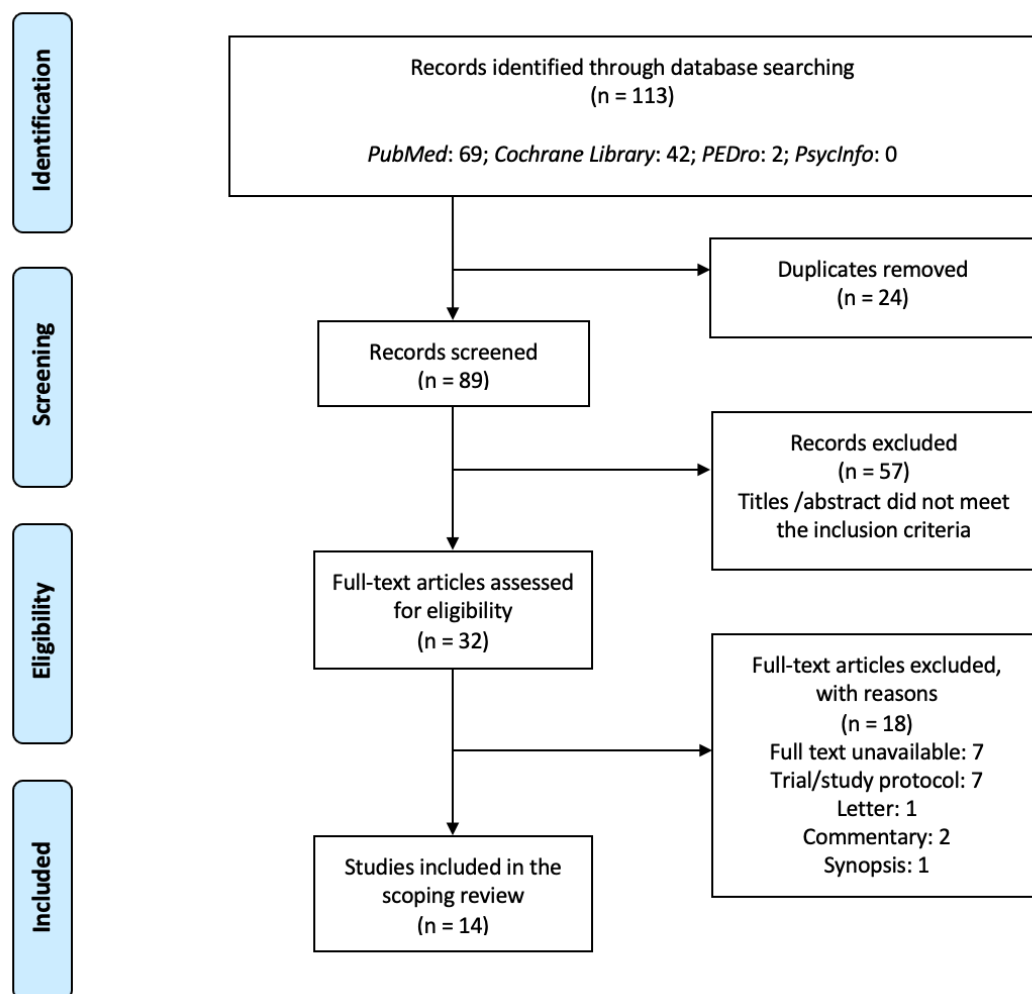 Identification
Records identified through database searching
(n = 113)
PubMed: 69; Cochrane Library: 42; PEDro: 2; PsycInfo: 0
Duplicates removed
(n = 24)
Screening
Records screened
(n = 89)
Records excluded
(n = 57)
Titles /abstract did not meet
the inclusion criteria
Eligibility
Full-text articles assessed
for eligibility
(n = 32)
Full-text articles excluded,
with reasons
(n = 18)
Full text unavailable: 7
Trial/study protocol: 7
Letter: 1
Commentary: 2
Synopsis: 1
Included
Studies included in the
scoping review
(n = 14)